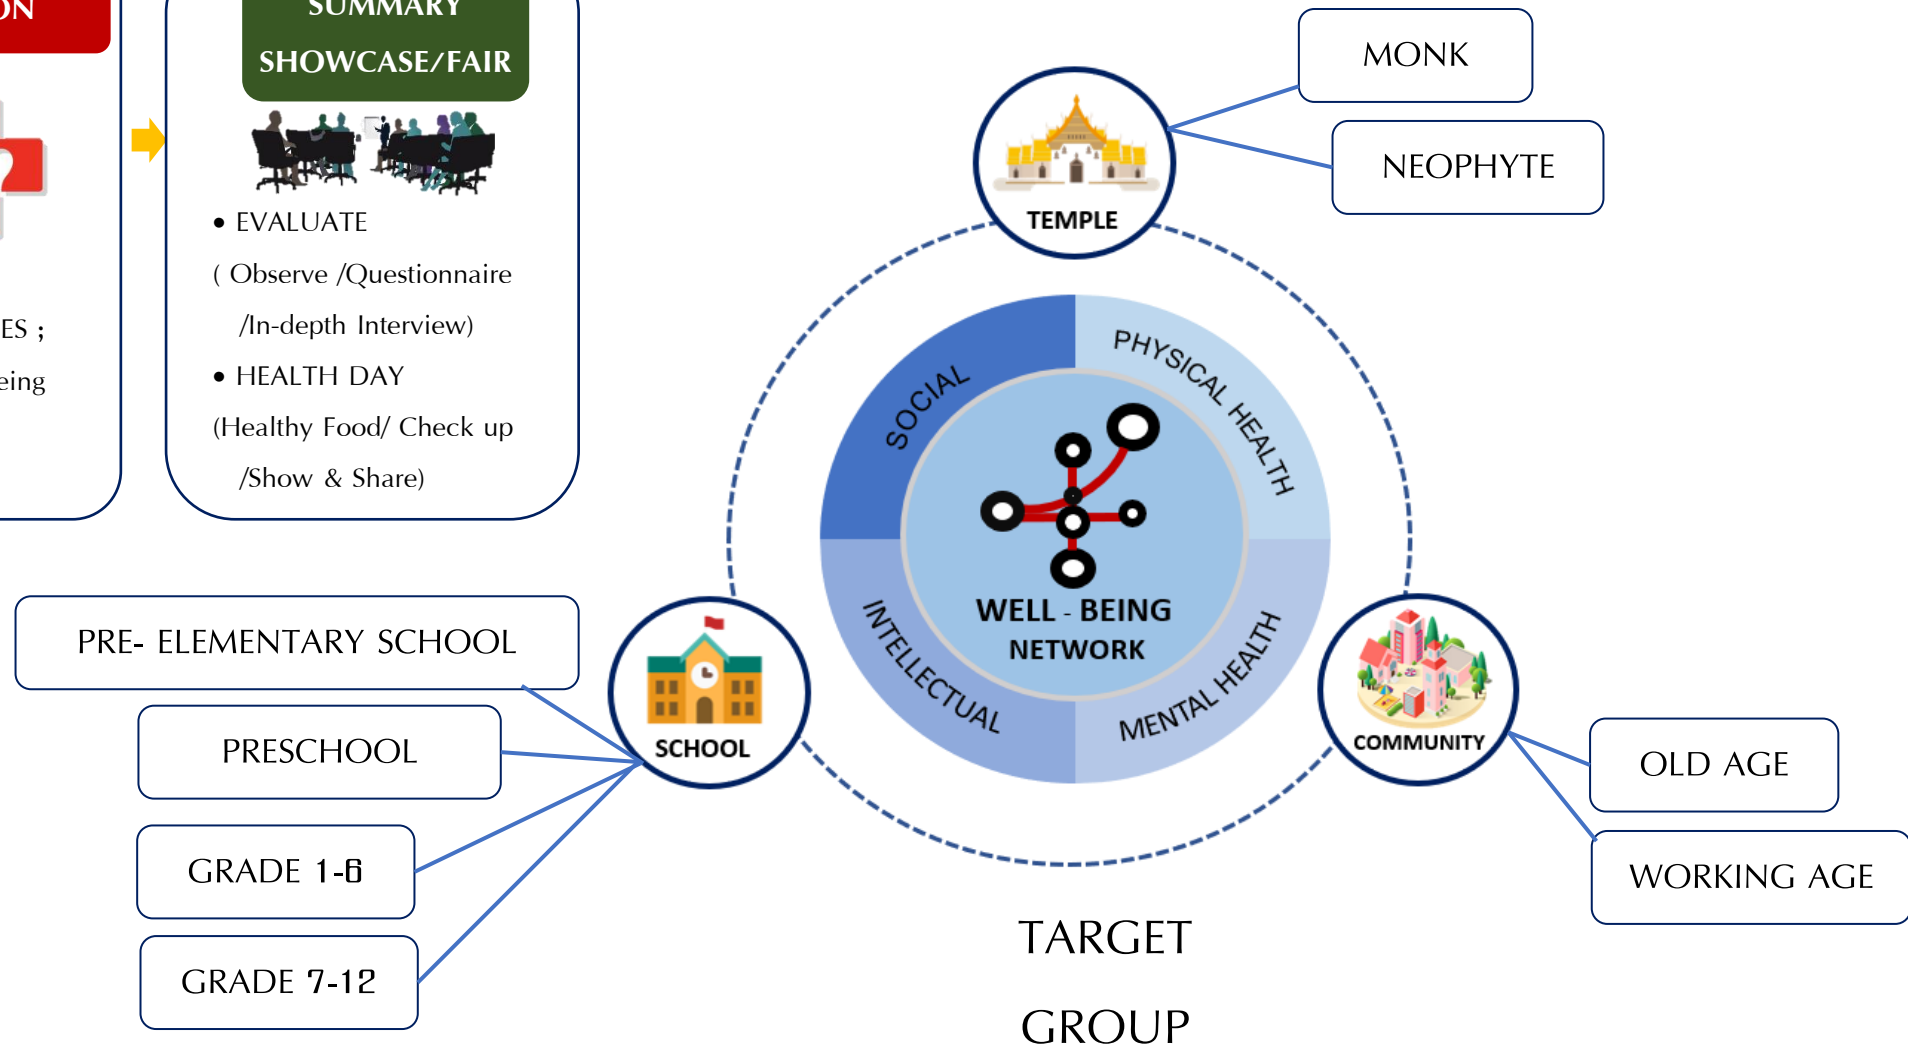 SUMMARY
SHOWCASE/FAIR
• EVALUATE
( Observe /Questionnaire
/In-depth Interview)
• HEALTH DAY
(Healthy Food/ Check up
/Show & Share)
MONK
NEOPHYTE
TEMPLE
SOCIAL
PHYSICAL HEALTH
INTELLECTUAL
MENTAL HEALTH
WELL - BEING
NETWORK
PRE- ELEMENTARY SCHOOL
PRESCHOOL
GRADE 1-6
GRADE 7-12
SCHOOL
COMMUNITY
OLD AGE
WORKING AGE
TARGET
GROUP